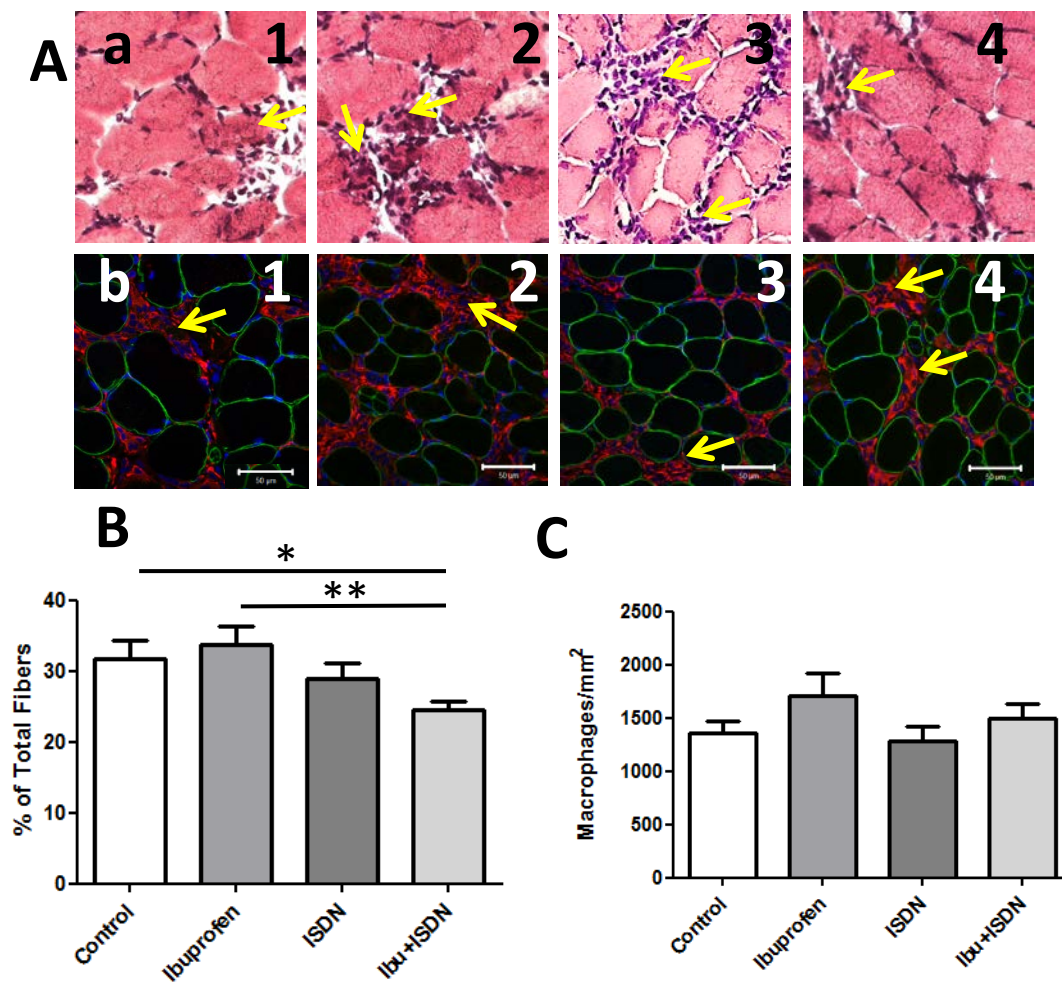 A
a 1
2
3
4
b 1
2
3
4
50 µm
50 µm
50 µm
50 µm
B
*
**
% of Total Fibers
40
30
20
10
0
Control
Ibuprofen
ISDN
Ibu+ISDN
C
Macrophages/mm²
2500
2000
1500
1000
500
0
Control
Ibuprofen
ISDN
Ibu+ISDN